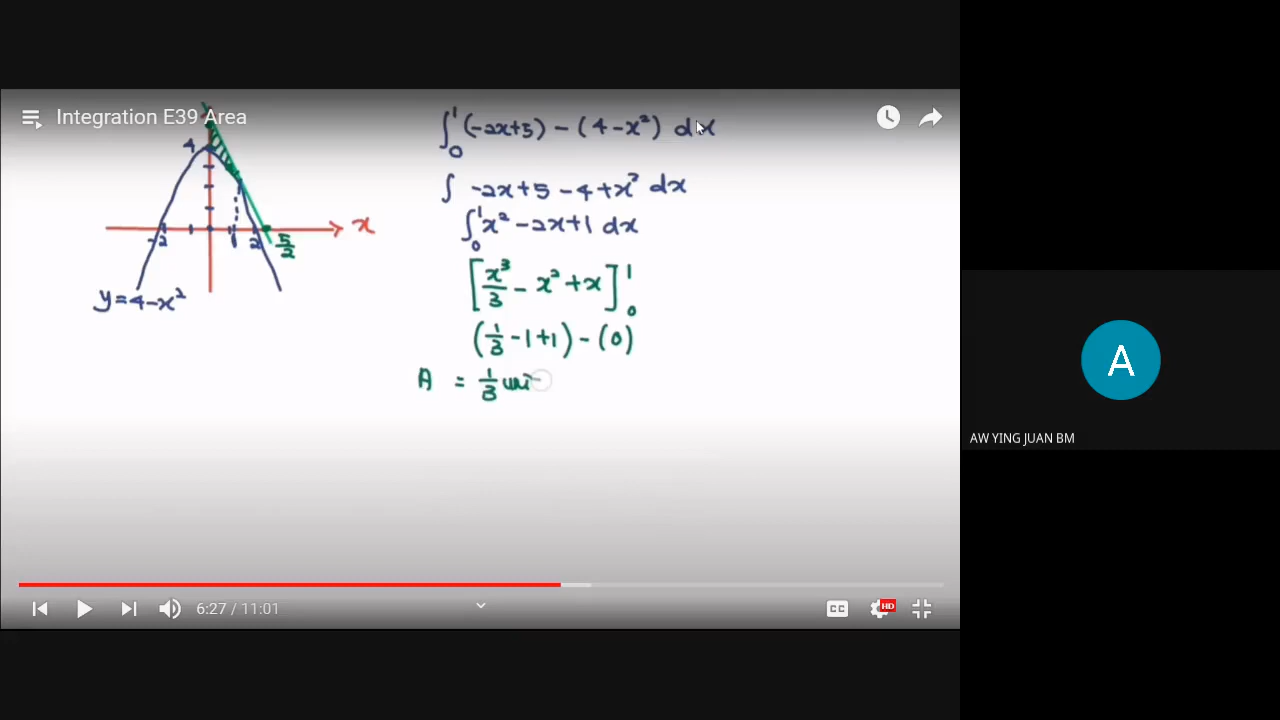 Integration E39 Area
4
-2
1
2
5/2
x
y=4-x²
∫₀¹ (-2x+5) - (4-x²) dx
∫ -2x+5 -4+x² dx
∫₀¹ x² -2x+1 dx
[x³/3 - x² + x]₀¹
(1/3 -1+1) - (0)
A = 1/3
6:27 / 11:01
CC
HD
A
AW YING JUAN BM